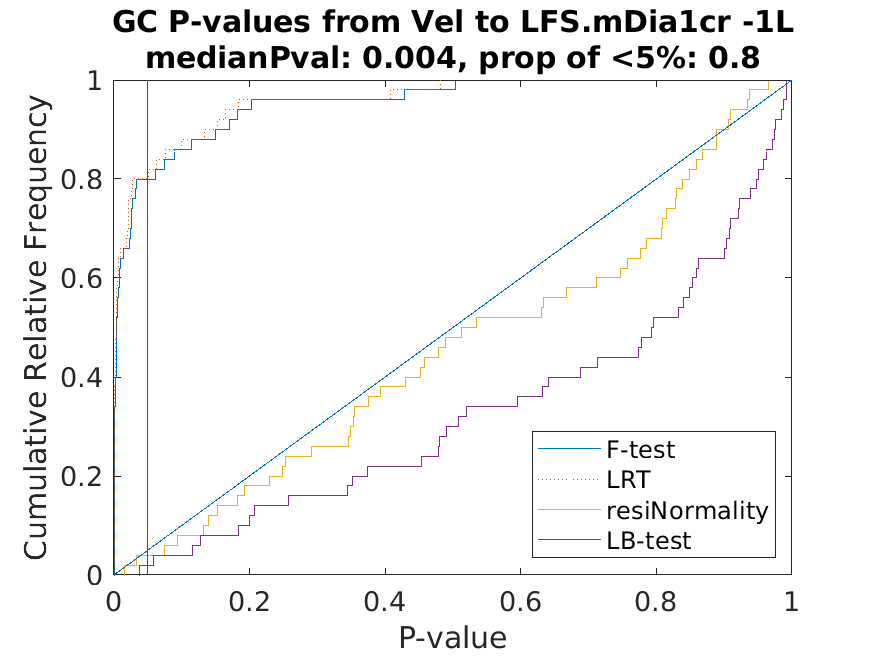 GC P-values from Vel to LFS.mDia1cr -1L
medianPval: 0.004, prop of <5%: 0.8
1
0.8
0.6
0.4
0.2
0
Cumulative Relative Frequency
F-test
LRT
resiNormality
LB-test
0 0.2 0.4 0.6 0.8 1
P-value